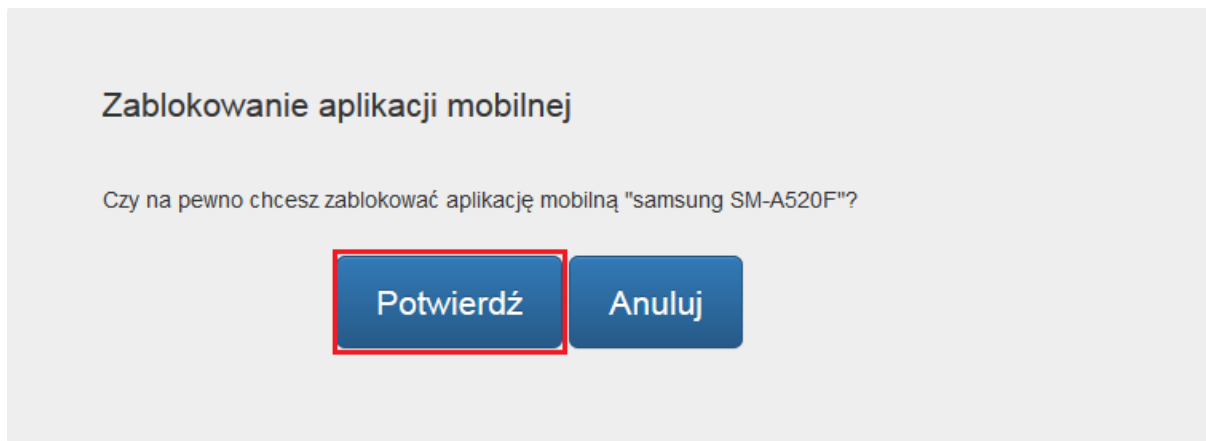 Zablokowanie aplikacji mobilnej
Czy na pewno chcesz zablokować aplikację mobilną "samsung SM-A520F"?
Potwierdź Anuluj